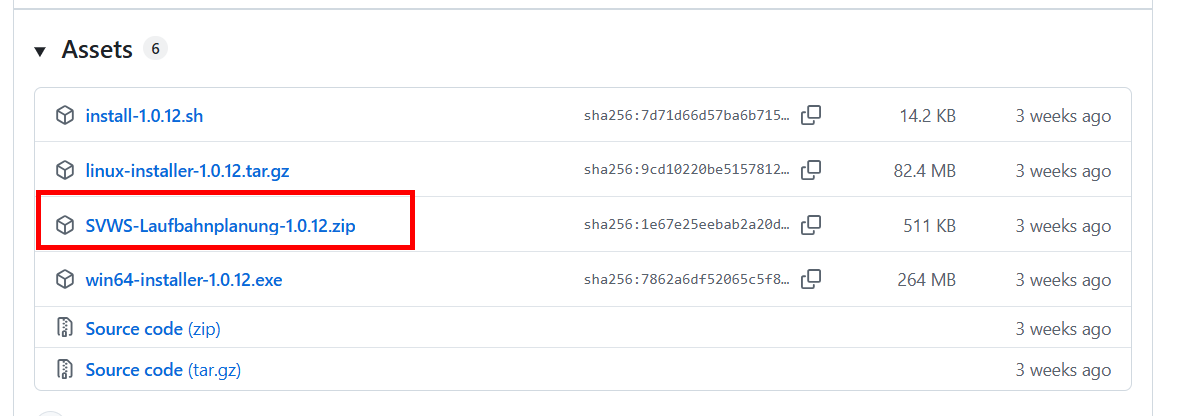 Assets 6
install-1.0.12.sh sha256:7d71d66d57ba6b715… 14.2 KB 3 weeks ago
linux-installer-1.0.12.tar.gz sha256:9cd10220be5157812… 82.4 MB 3 weeks ago
SVWS-Laufbahnplanung-1.0.12.zip sha256:1e67e25eebab2a20d… 511 KB 3 weeks ago
win64-installer-1.0.12.exe sha256:7862a6df52065c5f8… 264 MB 3 weeks ago
Source code (zip) 3 weeks ago
Source code (tar.gz) 3 weeks ago